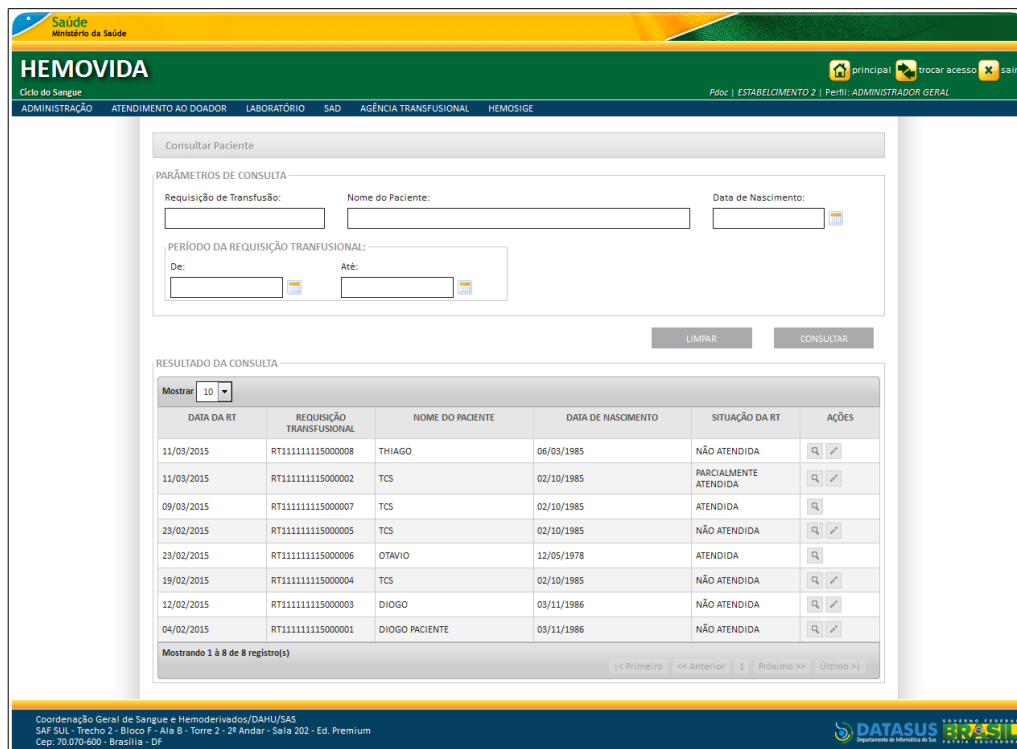 Saúde
Ministério da Saúde
HEMOVIDA
Ciclo do Sangue
principal trocar acesso sair
Pdoc | ESTABELCIMENTO 2 | Perfil: ADMINISTRADOR GERAL
ADMINISTRAÇÃO ATENDIMENTO AO DOADOR LABORATÓRIO SAD AGÊNCIA TRANSFUSIONAL HEMOSIGE
Consultar Paciente
PARÂMETROS DE CONSULTA
Requisição de Transfusão: Nome do Paciente: Data de Nascimento:
PERÍODO DA REQUISIÇÃO TRANFUSIONAL:
De: Até:
LIMPAR CONSULTAR
RESULTADO DA CONSULTA
Mostrar 10
DATA DA RT REQUISIÇÃO TRANSFUSIONAL NOME DO PACIENTE DATA DE NASCIMENTO SITUAÇÃO DA RT AÇÕES
11/03/2015 RT111111115000008 THIAGO 06/03/1985 NÃO ATENDIDA
11/03/2015 RT111111115000002 TCS 02/10/1985 PARCIALMENTE ATENDIDA
09/03/2015 RT111111115000007 TCS 02/10/1985 ATENDIDA
23/02/2015 RT111111115000005 TCS 02/10/1985 NÃO ATENDIDA
23/02/2015 RT111111115000006 OTAVIO 12/05/1978 ATENDIDA
19/02/2015 RT111111115000004 TCS 02/10/1985 NÃO ATENDIDA
12/02/2015 RT111111115000003 DIOGO 03/11/1986 NÃO ATENDIDA
04/02/2015 RT111111115000001 DIOGO PACIENTE 03/11/1986 NÃO ATENDIDA
Mostrando 1 à 8 de 8 registro(s)
|< Primeiro << Anterior 1 Próximo >> Último >|
Coordenação Geral de Sangue e Hemoderivados/DAHU/SAS
SAF SUL - Trecho 2 - Bloco F - Ala B - Torre 2 - 2º Andar - Sala 202 - Ed. Premium
Cep: 70.070-600 - Brasília - DF
DATASUS
Departamento de Informática do Sus
GOVERNO FEDERAL
BRASIL
PÁTRIA EDUCADORA